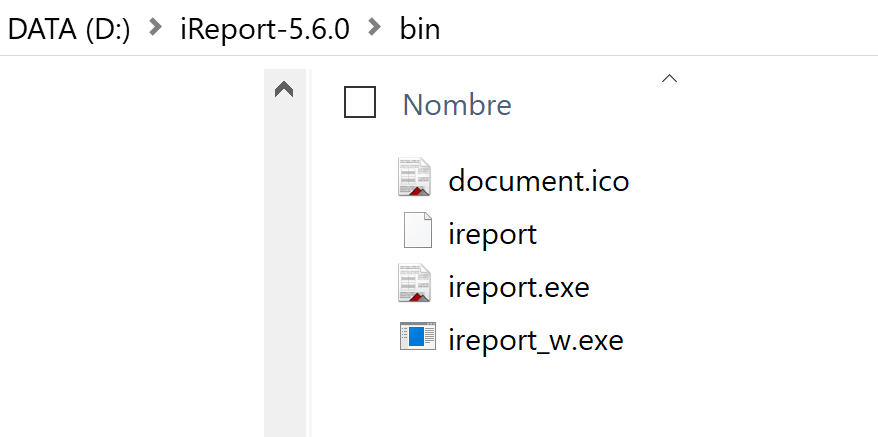 DATA (D:) > iReport-5.6.0 > bin
Nombre
document.ico
ireport
ireport.exe
ireport_w.exe